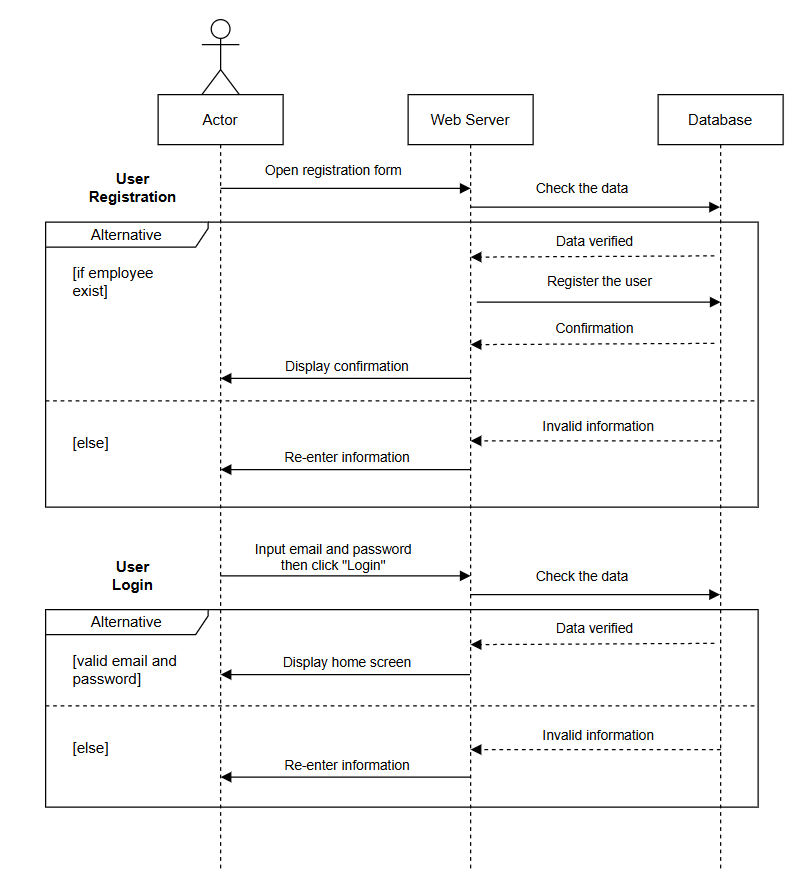 Actor
Web Server
Database
User
Registration
Open registration form
Check the data
Alternative
[if employee
exist]
Data verified
Register the user
Confirmation
Display confirmation
[else]
Invalid information
Re-enter information
User
Login
Input email and password
then click "Login"
Check the data
Alternative
[valid email and
password]
Data verified
Display home screen
[else]
Invalid information
Re-enter information